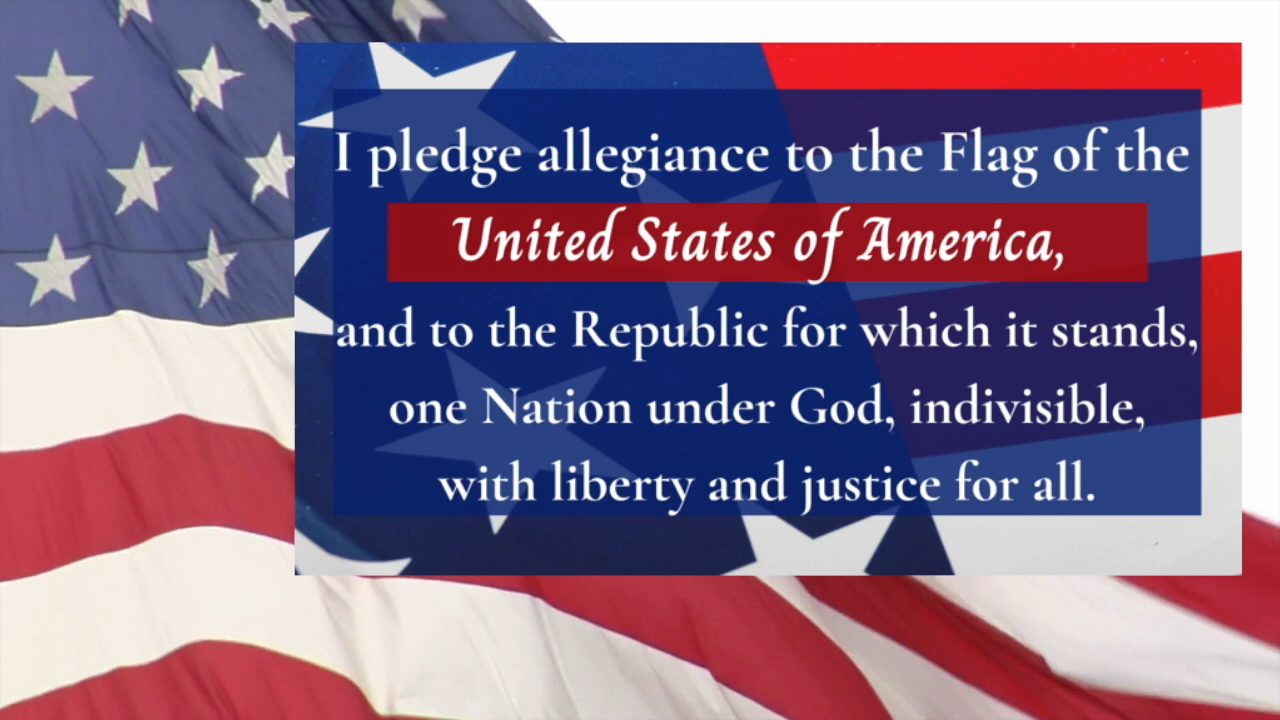 I pledge allegiance to the Flag of the
United States of America,
and to the Republic for which it stands,
one Nation under God, indivisible,
with liberty and justice for all.